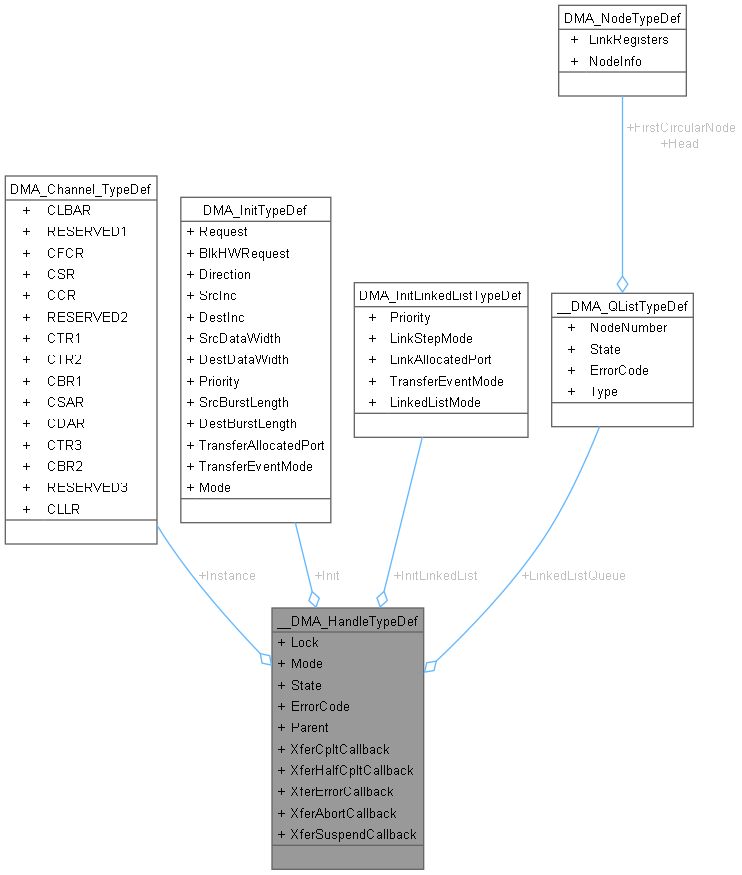 DMA_NodeTypeDef
+ LinkRegisters
+ NodeInfo
+FirstCircularNode
+Head
DMA_Channel_TypeDef
+ CLBAR
+ RESERVED1
+ CFCR
+ CSR
+ CCR
+ RESERVED2
+ CTR1
+ CTR2
+ CBR1
+ CSAR
+ CDAR
+ CTR3
+ CBR2
+ RESERVED3
+ CLLR
DMA_InitTypeDef
+ Request
+ BlkHWRequest
+ Direction
+ SrcInc
+ DestInc
+ SrcDataWidth
+ DestDataWidth
+ Priority
+ SrcBurstLength
+ DestBurstLength
+ TransferAllocatedPort
+ TransferEventMode
+ Mode
DMA_InitLinkedListTypeDef
+ Priority
+ LinkStepMode
+ LinkAllocatedPort
+ TransferEventMode
+ LinkedListMode
__DMA_QListTypeDef
+ NodeNumber
+ State
+ ErrorCode
+ Type
+Instance
+Init
+InitLinkedList
+LinkedListQueue
__DMA_HandleTypeDef
+ Lock
+ Mode
+ State
+ ErrorCode
+ Parent
+ XferCpltCallback
+ XferHalfCpltCallback
+ XferErrorCallback
+ XferAbortCallback
+ XferSuspendCallback